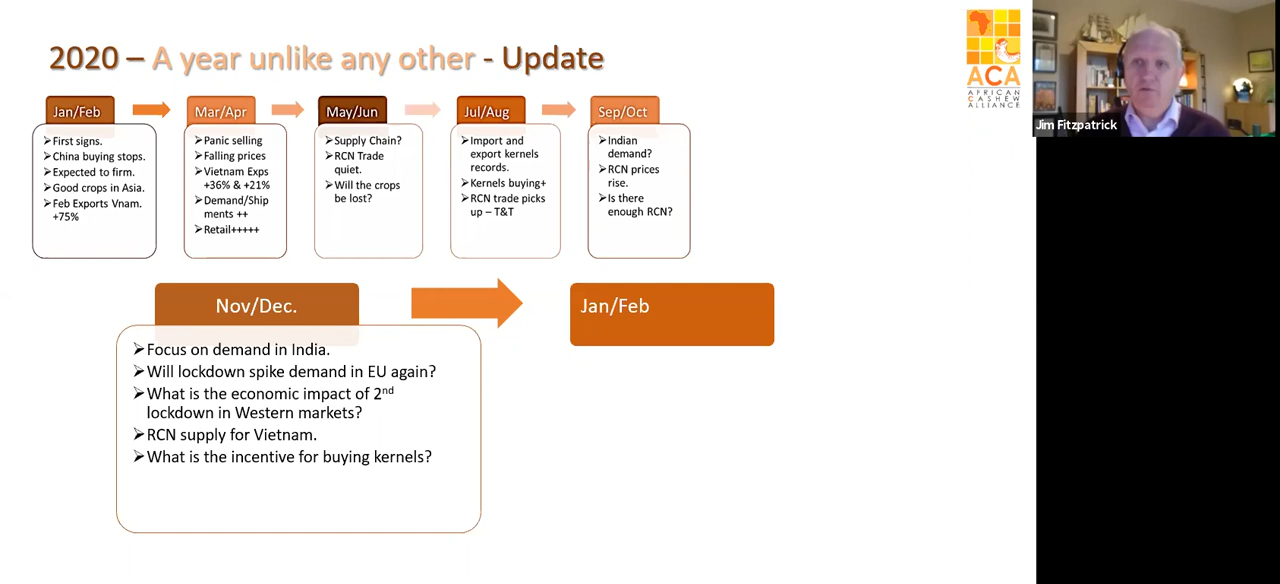 2020 – A year unlike any other - Update
Jan/Feb
➢First signs.
➢China buying stops.
➢Expected to firm.
➢Good crops in Asia.
➢Feb Exports Vnam.
+75%
Mar/Apr
➢Panic selling
➢Falling prices
➢Vietnam Exps
+36% & +21%
➢Demand/Ship
ments ++
➢Retail+++++
May/Jun
➢Supply Chain?
➢RCN Trade
quiet.
➢Will the crops
be lost?
Jul/Aug
➢Import and
export kernels
records.
➢Kernels buying+
➢RCN trade picks
up – T&T
Sep/Oct
➢Indian
demand?
➢RCN prices
rise.
➢Is there
enough RCN?
Nov/Dec.
➢Focus on demand in India.
➢Will lockdown spike demand in EU again?
➢What is the economic impact of 2nd
lockdown in Western markets?
➢RCN supply for Vietnam.
➢What is the incentive for buying kernels?
Jan/Feb
ACA
AFRICAN
CASHEW
ALLIANCE
Jim Fitzpatrick